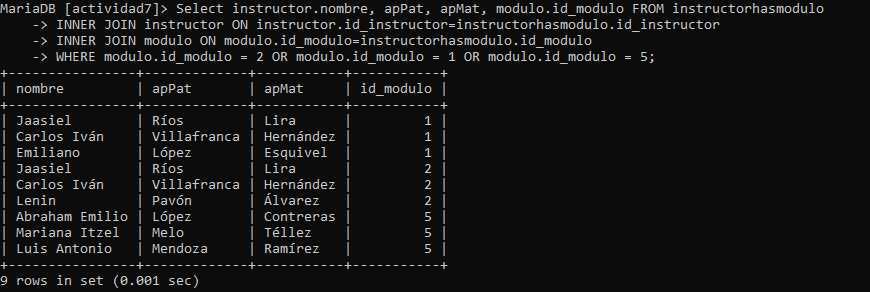 MariaDB [actividad7]> Select instructor.nombre, apPat, apMat, modulo.id_modulo FROM instructorhasmodulo
    -> INNER JOIN instructor ON instructor.id_instructor=instructorhasmodulo.id_instructor
    -> INNER JOIN modulo ON modulo.id_modulo=instructorhasmodulo.id_modulo
    -> WHERE modulo.id_modulo = 2 OR modulo.id_modulo = 1 OR modulo.id_modulo = 5;
+----------------+-------------+-----------+-----------+
| nombre         | apPat       | apMat     | id_modulo |
+----------------+-------------+-----------+-----------+
| Jaasiel        | Ríos        | Lira      |         1 |
| Carlos Iván    | Villafranca | Hernández |         1 |
| Emiliano       | López       | Esquivel  |         1 |
| Jaasiel        | Ríos        | Lira      |         2 |
| Carlos Iván    | Villafranca | Hernández |         2 |
| Lenin          | Pavón       | Álvarez   |         2 |
| Abraham Emilio | López       | Contreras |         5 |
| Mariana Itzel  | Melo        | Téllez    |         5 |
| Luis Antonio   | Mendoza     | Ramírez   |         5 |
+----------------+-------------+-----------+-----------+
9 rows in set (0.001 sec)